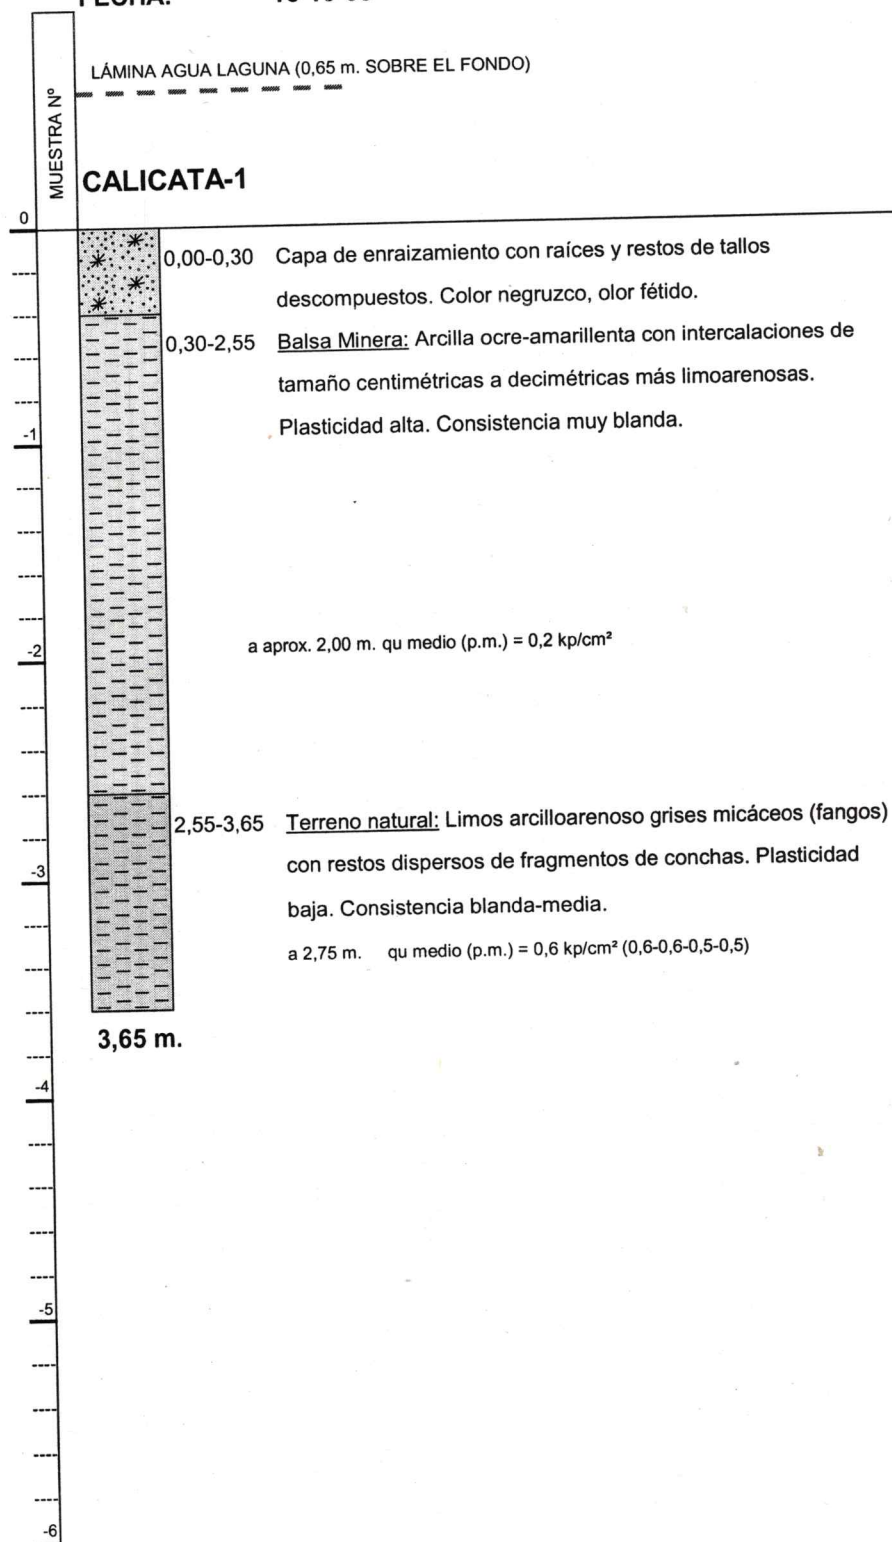 LÁMINA AGUA LAGUNA (0,65 m. SOBRE EL FONDO)
MUESTRA Nº
CALICATA-1
0
0,00-0,30 Capa de enraizamiento con raíces y restos de tallos
descompuestos. Color negruzco, olor fétido.
0,30-2,55 Balsa Minera: Arcilla ocre-amarillenta con intercalaciones de
tamaño centimétricas a decimétricas más limoarenosas.
-1
Plasticidad alta. Consistencia muy blanda.
-2
a aprox. 2,00 m. qu medio (p.m.) = 0,2 kp/cm²
2,55-3,65 Terreno natural: Limos arcilloarenoso grises micáceos (fangos)
-3
con restos dispersos de fragmentos de conchas. Plasticidad
baja. Consistencia blanda-media.
a 2,75 m. qu medio (p.m.) = 0,6 kp/cm² (0,6-0,6-0,5-0,5)
3,65 m.
-4
-5
-6